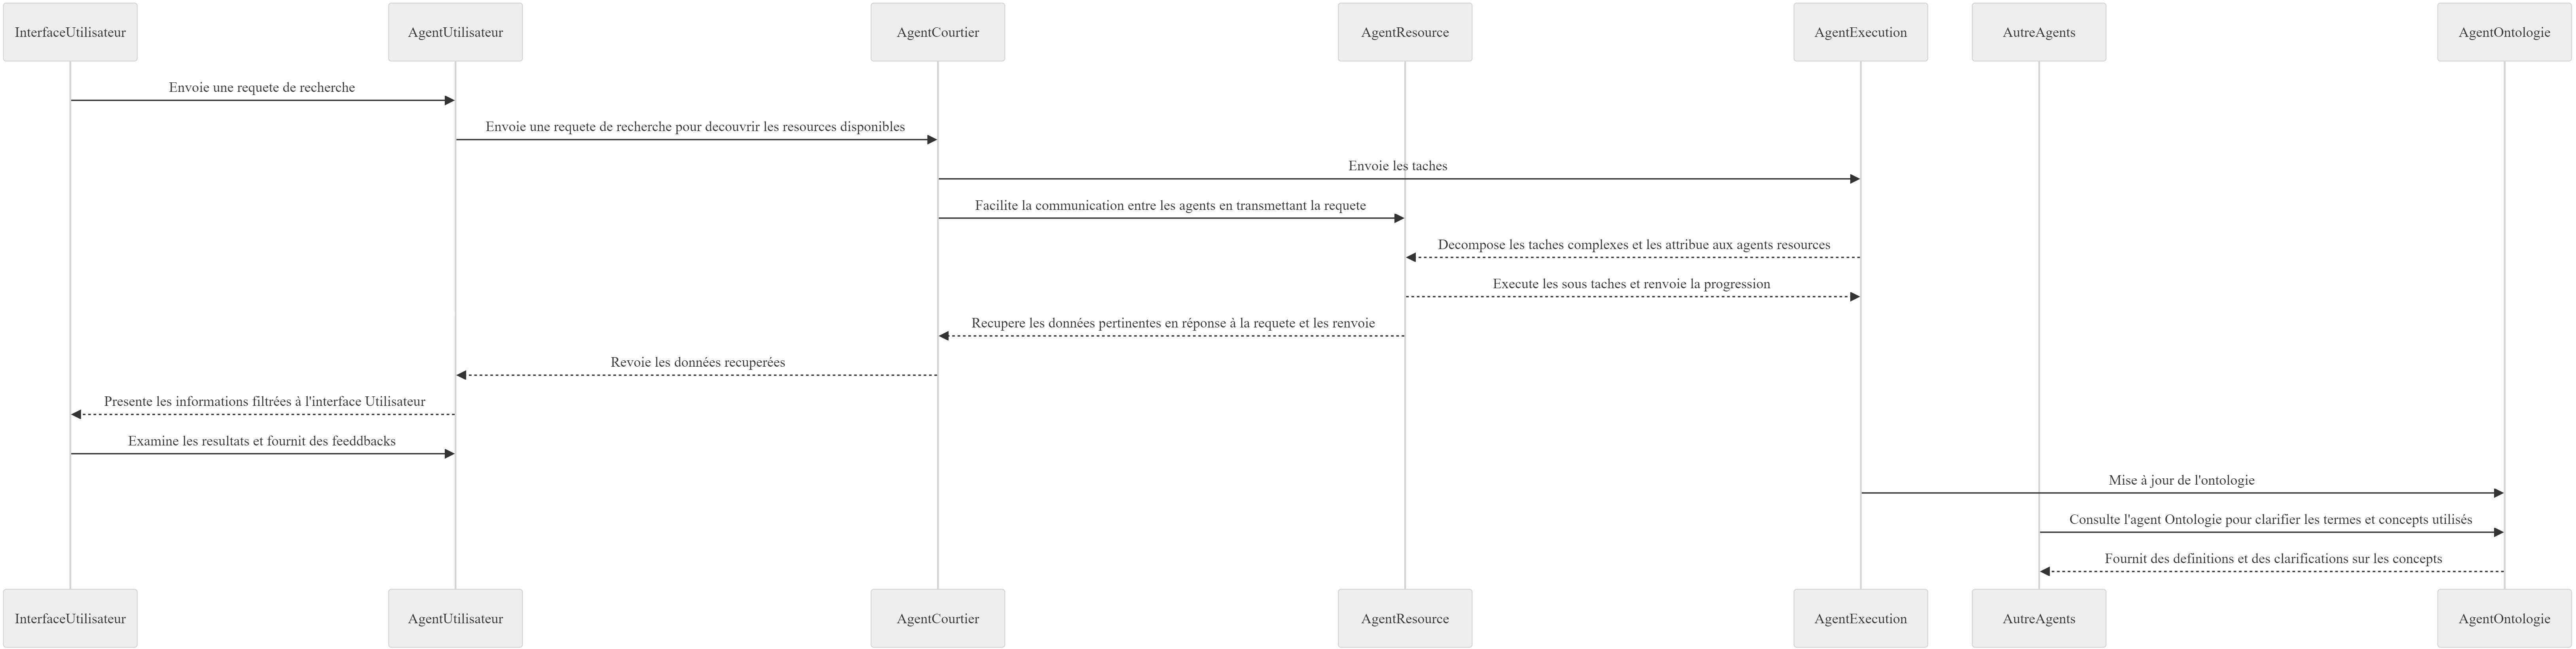 InterfaceUtilisateur
AgentUtilisateur
AgentCourtier
AgentResource
AgentExecution
AutreAgents
AgentOntologie
Envoie une requete de recherche
Envoie une requete de recherche pour decouvrir les resources disponibles
Envoie les taches
Facilite la communication entre les agents en transmettant la requete
Decompose les taches complexes et les attribue aux agents resources
Execute les sous taches et renvoie la progression
Recupere les données pertinentes en réponse à la requete et les renvoie
Revoie les données recuperées
Presente les informations filtrées à l'interface Utilisateur
Examine les resultats et fournit des feeddbacks
Mise à jour de l'ontologie
Consulte l'agent Ontologie pour clarifier les termes et concepts utilisés
Fournit des definitions et des clarifications sur les concepts
InterfaceUtilisateur
AgentUtilisateur
AgentCourtier
AgentResource
AgentExecution
AutreAgents
AgentOntologie